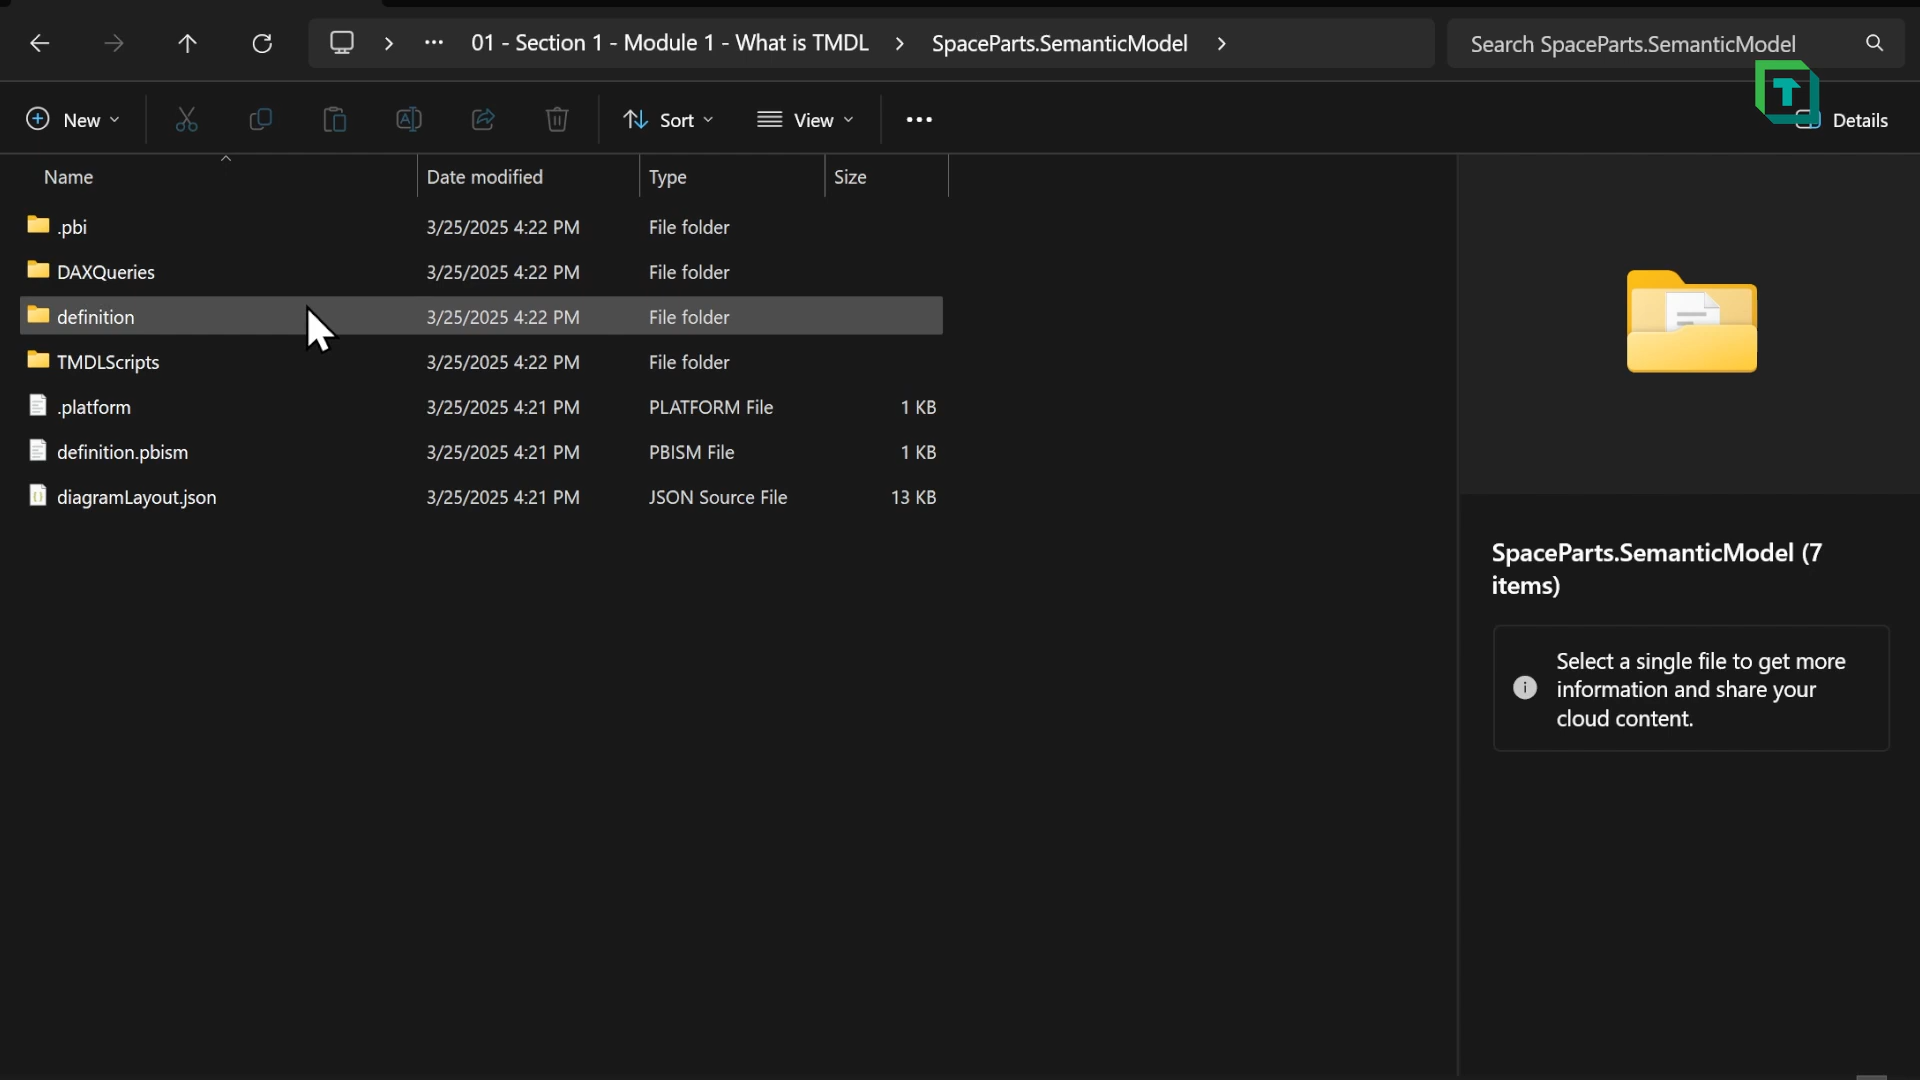 01 - Section 1 - Module 1 - What is TMDL SpaceParts.SemanticModel
Search SpaceParts.SemanticModel
New Sort View ••• Details
T
Name Date modified Type Size
.pbi 3/25/2025 4:22 PM File folder
DAXQueries 3/25/2025 4:22 PM File folder
definition 3/25/2025 4:22 PM File folder
TMDLScripts 3/25/2025 4:22 PM File folder
.platform 3/25/2025 4:21 PM PLATFORM File 1 KB
definition.pbism 3/25/2025 4:21 PM PBISM File 1 KB
diagramLayout.json 3/25/2025 4:21 PM JSON Source File 13 KB
SpaceParts.SemanticModel (7
items)
Select a single file to get more
information and share your
cloud content.